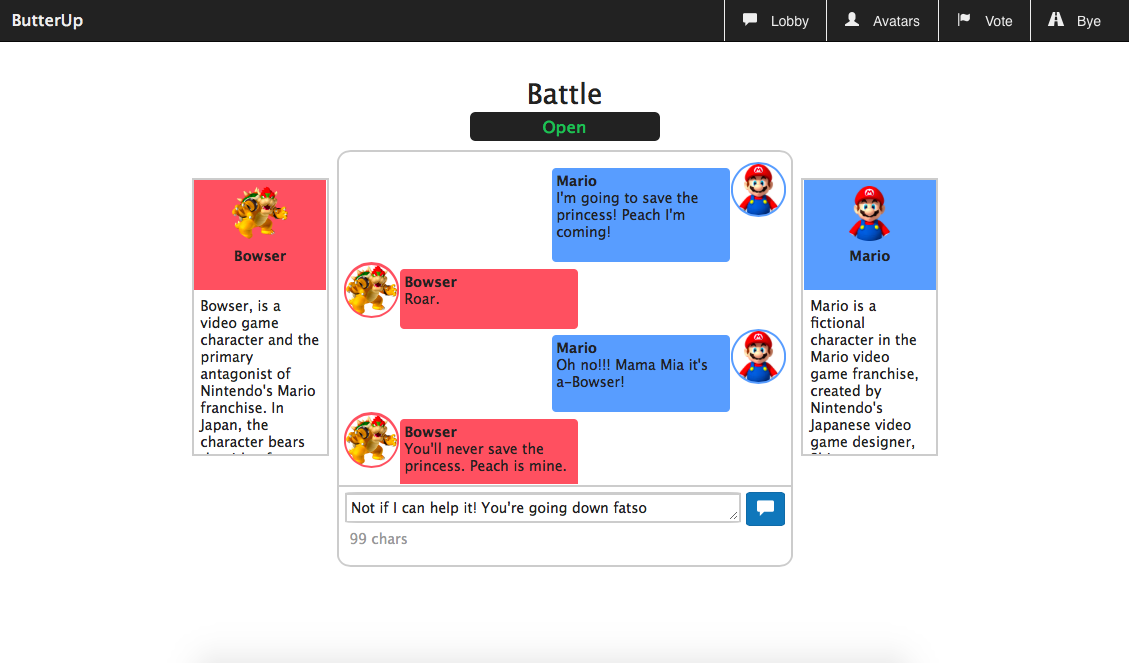 ButterUp
Lobby
Avatars
Vote
Bye
Battle
Open
Bowser
Bowser, is a
video game
character and the
primary
antagonist of
Nintendo's Mario
franchise. In
Japan, the
character bears
Mario
I'm going to save the
princess! Peach I'm
coming!
Bowser
Roar.
Mario
Oh no!!! Mama Mia it's
a-Bowser!
Bowser
You'll never save the
princess. Peach is mine.
Not if I can help it! You're going down fatso
99 chars
Mario
Mario is a
fictional
character in the
Mario video
game franchise,
created by
Nintendo's
Japanese video
game designer,